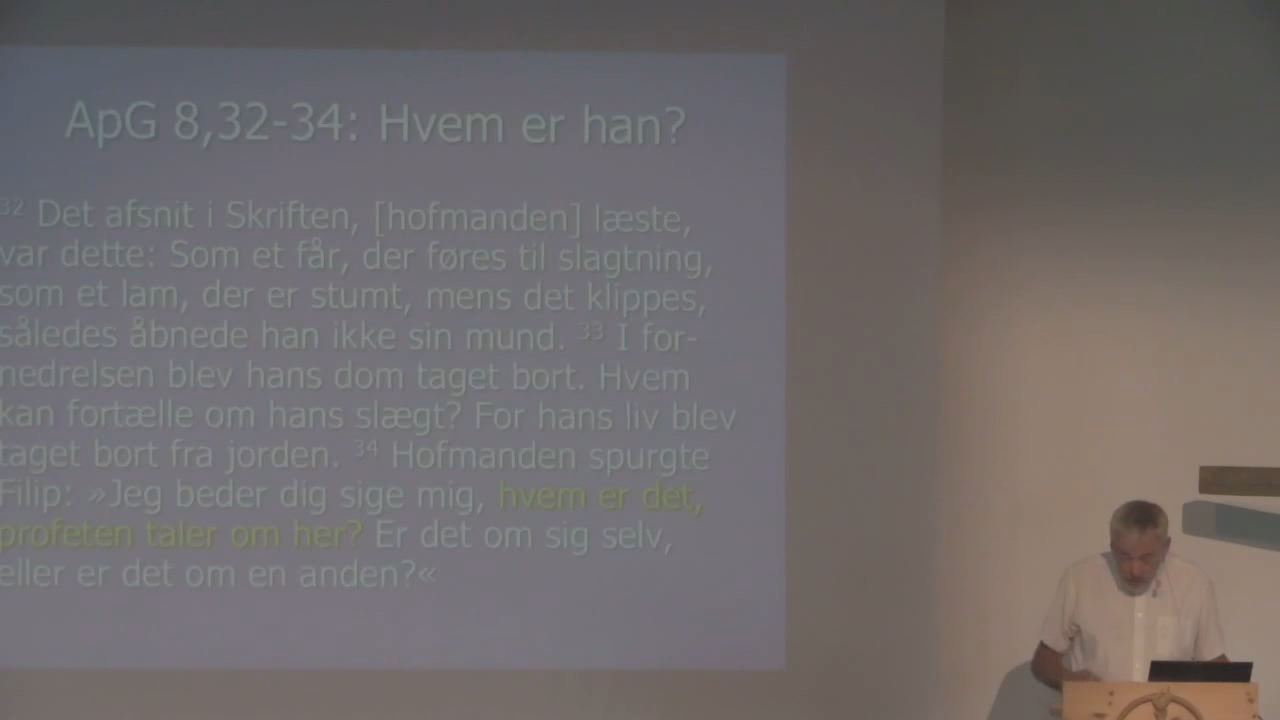 ApG 8,32-34: Hvem er han?
32 Det afsnit i Skriften, [hofmanden] læste,
var dette: Som et får, der føres til slagtning,
som et lam, der er stumt, mens det klippes,
således åbnede han ikke sin mund. 33 I for-
nedrelsen blev hans dom taget bort. Hvem
kan fortælle om hans slægt? For hans liv blev
taget bort fra jorden. 34 Hofmanden spurgte
Filip: »Jeg beder dig sige mig, hvem er det,
profeten taler om her? Er det om sig selv,
eller er det om en anden?«